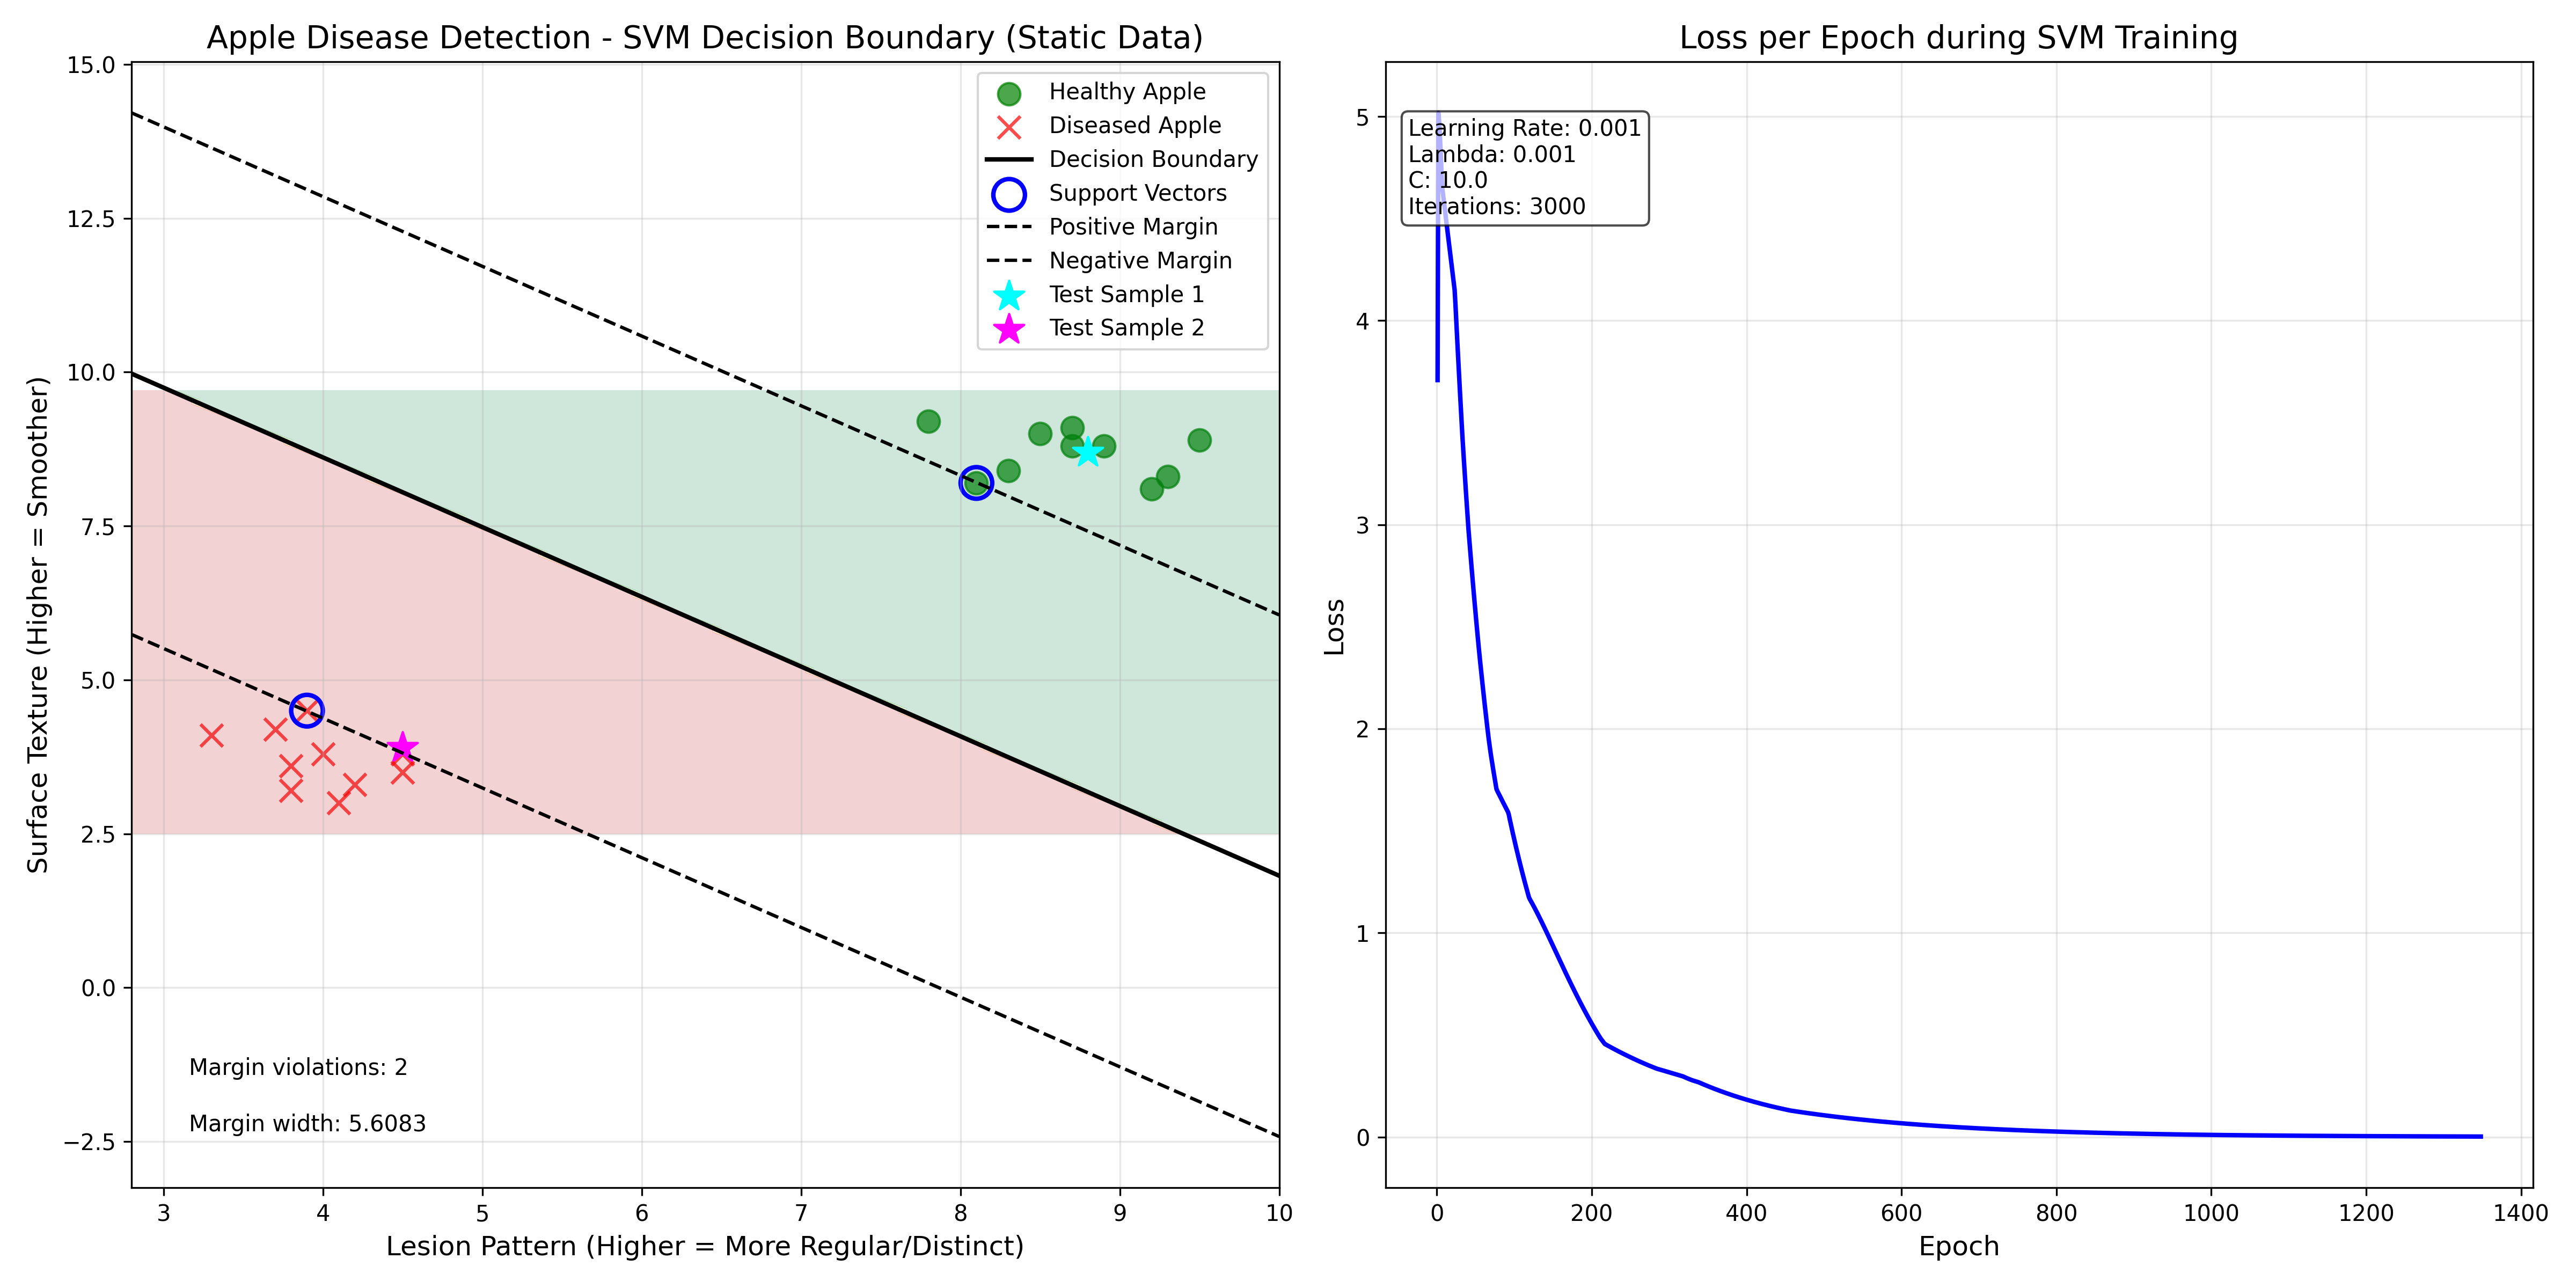 Apple Disease Detection - SVM Decision Boundary (Static Data)
Surface Texture (Higher = Smoother)
15.0
12.5
10.0
7.5
5.0
2.5
0.0
−2.5
Healthy Apple
Diseased Apple
Decision Boundary
Support Vectors
Positive Margin
Negative Margin
Test Sample 1
Test Sample 2
Margin violations: 2
Margin width: 5.6083
3 4 5 6 7 8 9 10
Lesion Pattern (Higher = More Regular/Distinct)
Loss per Epoch during SVM Training
Loss
5
4
3
2
1
0
Learning Rate: 0.001
Lambda: 0.001
C: 10.0
Iterations: 3000
0 200 400 600 800 1000 1200 1400
Epoch